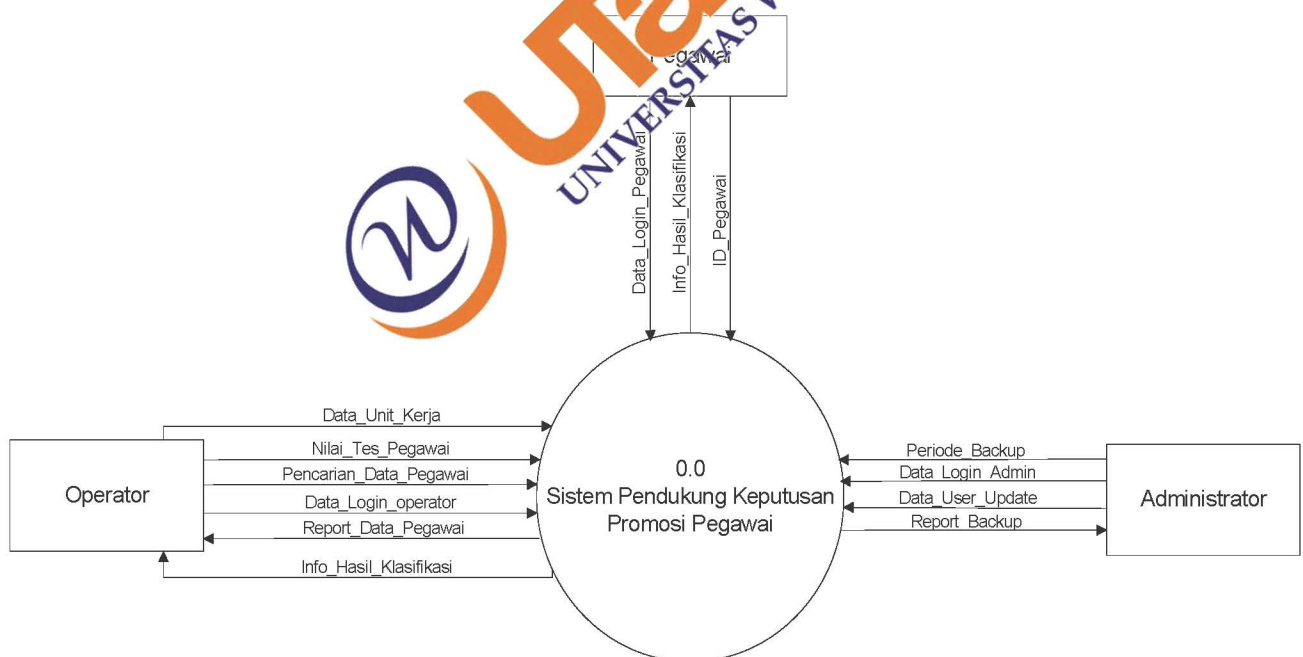 Uta
UNIVERSITAS W
Pegawai
Data_Login_Pegawai
Info_Hasil_Klasifikasi
ID_Pegawai
Data_Unit_Kerja
Nilai_Tes_Pegawai
Pencarian_Data_Pegawai
Data_Login_operator
Report_Data_Pegawai
Info_Hasil_Klasifikasi
Operator
0.0
Sistem Pendukung Keputusan
Promosi Pegawai
Periode_Backup
Data_Login_Admin
Data_User_Update
Report_Backup
Administrator